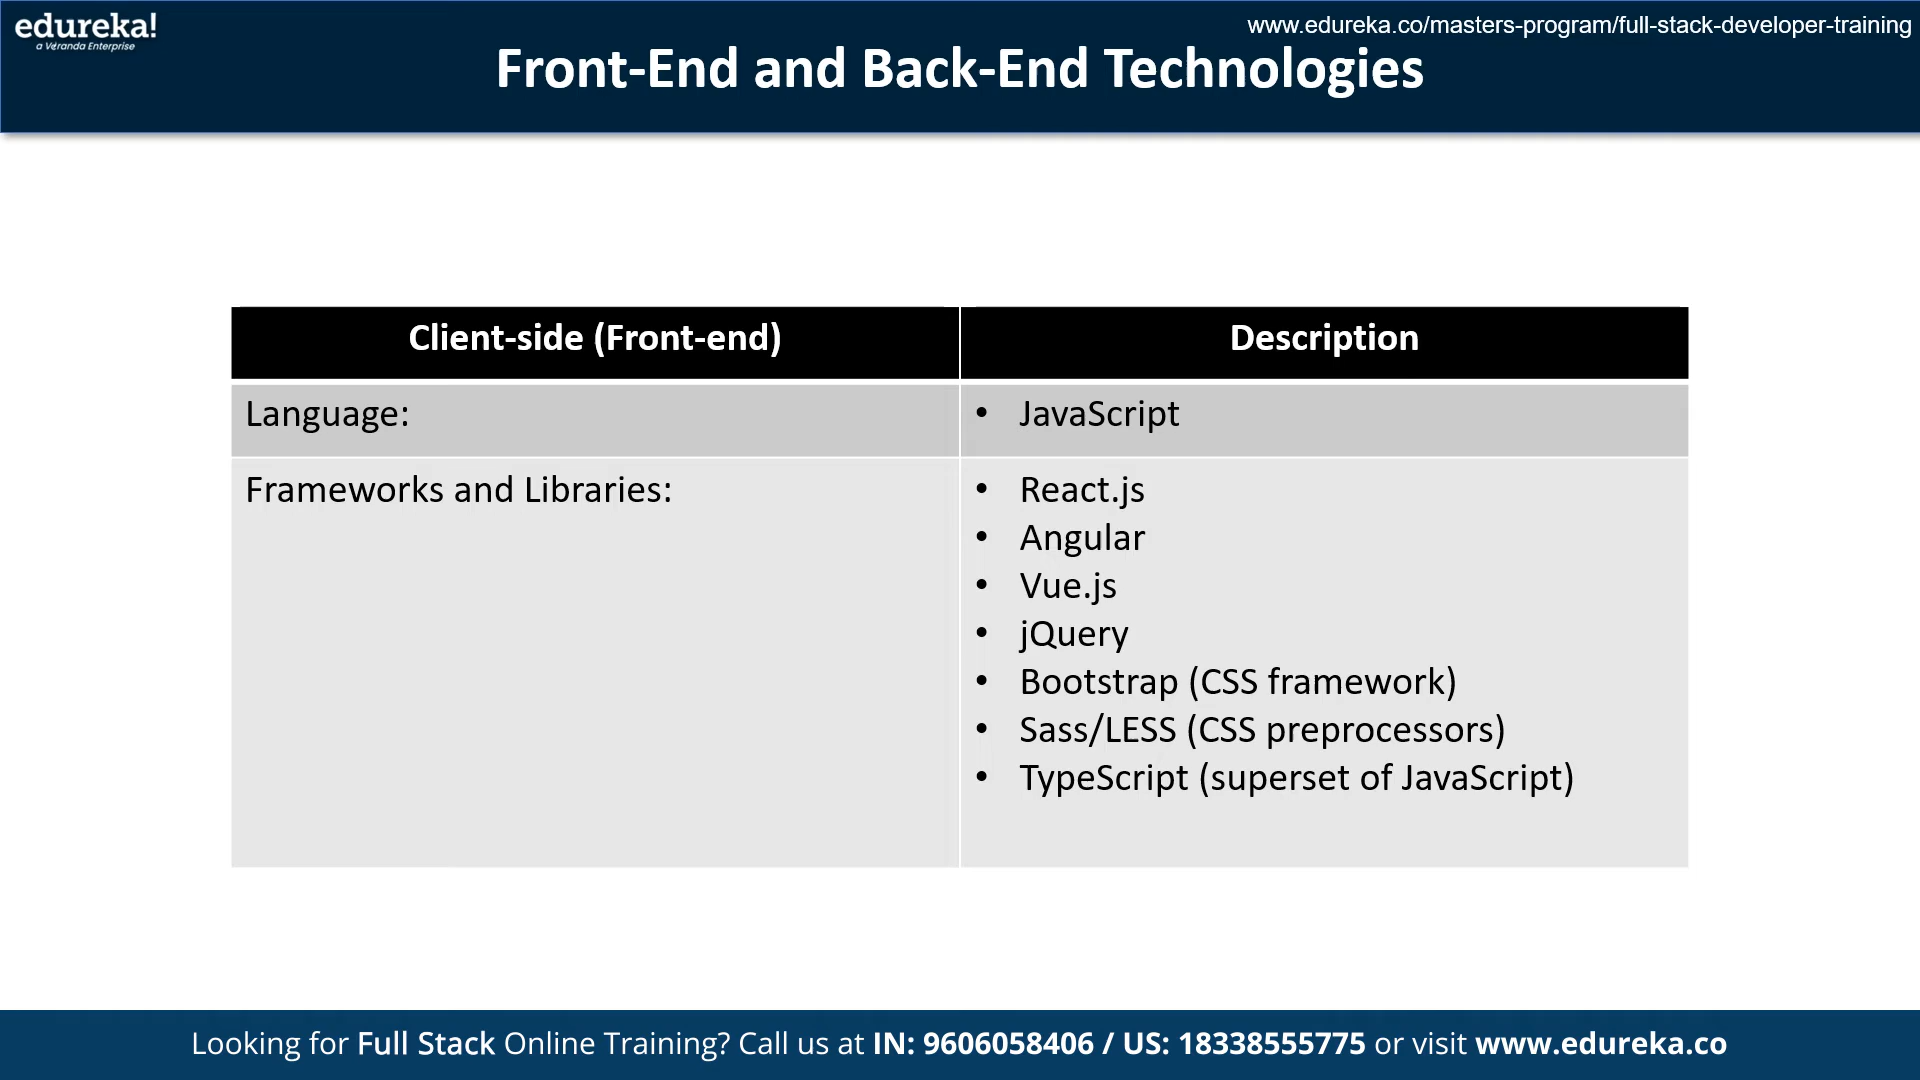 edureka!
a Veranda Enterprise
www.edureka.co/masters-program/full-stack-developer-training
Front-End and Back-End Technologies
Client-side (Front-end)
Description
Language:
• JavaScript
Frameworks and Libraries:
• React.js
• Angular
• Vue.js
• jQuery
• Bootstrap (CSS framework)
• Sass/LESS (CSS preprocessors)
• TypeScript (superset of JavaScript)
Looking for Full Stack Online Training? Call us at IN: 9606058406 / US: 18338555775 or visit www.edureka.co